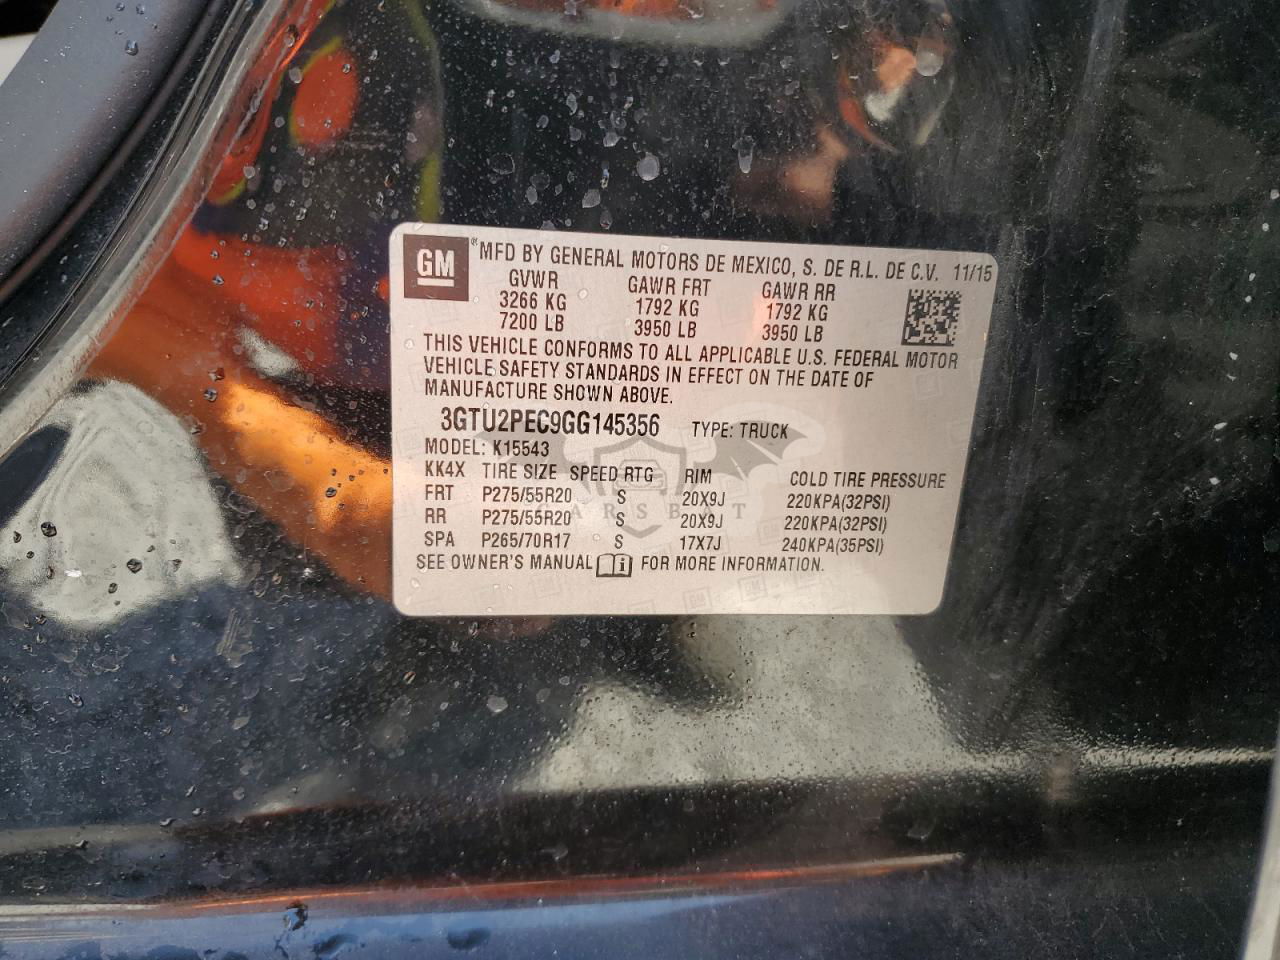 GM ® MFD BY GENERAL MOTORS DE MEXICO, S. DE R.L. DE C.V. 11/15
GVWR GAWR FRT GAWR RR
3266 KG 1792 KG 1792 KG
7200 LB 3950 LB 3950 LB
THIS VEHICLE CONFORMS TO ALL APPLICABLE U.S. FEDERAL MOTOR
VEHICLE SAFETY STANDARDS IN EFFECT ON THE DATE OF
MANUFACTURE SHOWN ABOVE.
3GTU2PEC9GG145356 TYPE: TRUCK
MODEL: K15543
KK4X TIRE SIZE SPEED RTG RIM COLD TIRE PRESSURE
FRT P275/55R20 S 20X9J 220KPA(32PSI)
RR P275/55R20 S 20X9J 220KPA(32PSI)
CARSBAT
SPA P265/70R17 S 17X7J 240KPA(35PSI)
SEE OWNER'S MANUAL i FOR MORE INFORMATION.